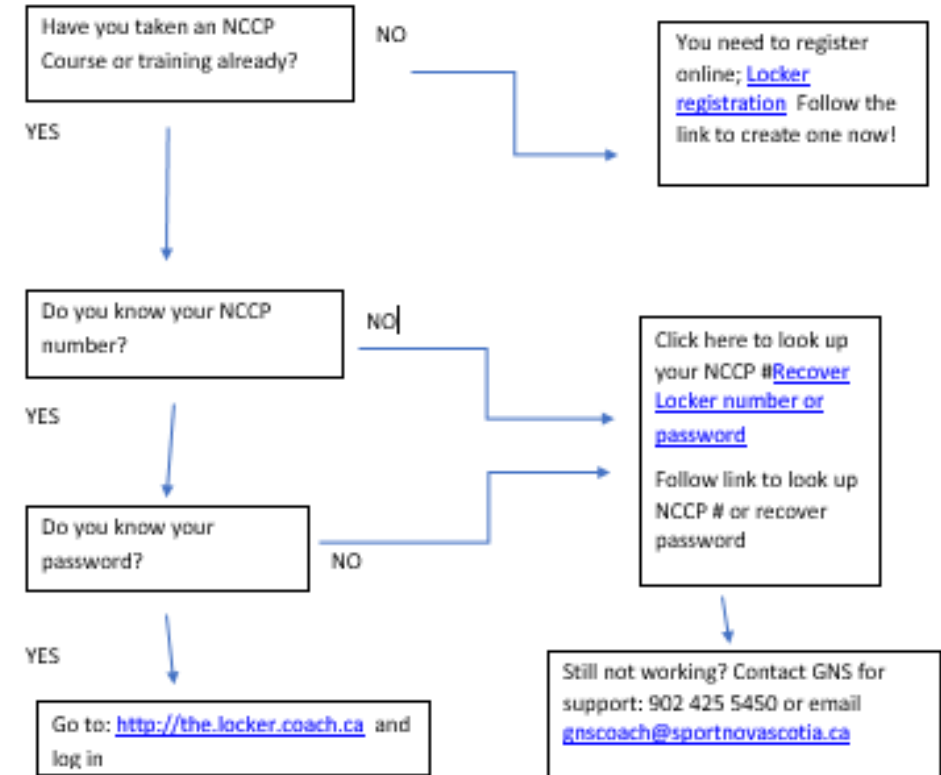 Have you taken an NCCP
Course or training already?
NO
You need to register
online; Locker
registration Follow the
link to create one now!
YES
Do you know your NCCP
number?
NO
Click here to look up
your NCCP #Recover
Locker number or
password
Follow link to look up
NCCP # or recover
password
YES
Do you know your
password?
NO
YES
Go to: http://the.locker.coach.ca and
log in
Still not working? Contact GNS for
support: 902 425 5450 or email
gnscoach@sportnovascotia.ca